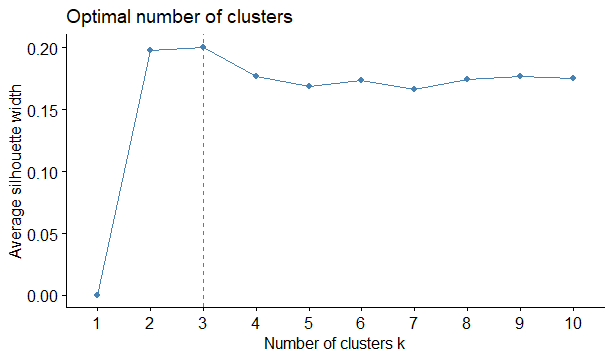 Optimal number of clusters
Average silhouette width
0.20
0.15
0.10
0.05
0.00
1 2 3 4 5 6 7 8 9 10
Number of clusters k